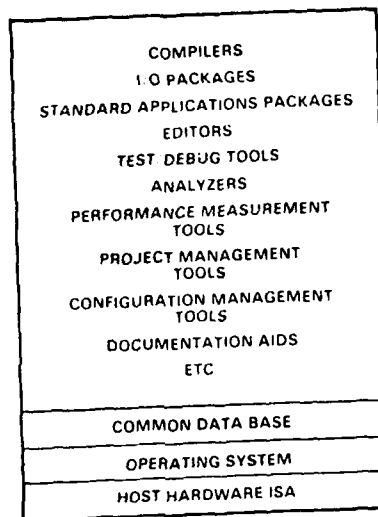 COMPILERS
I/O PACKAGES
STANDARD APPLICATIONS PACKAGES
EDITORS
TEST/DEBUG TOOLS
ANALYZERS
PERFORMANCE MEASUREMENT
TOOLS
PROJECT MANAGEMENT
TOOLS
CONFIGURATION MANAGEMENT
TOOLS
DOCUMENTATION AIDS
ETC
COMMON DATA BASE
OPERATING SYSTEM
HOST HARDWARE ISA